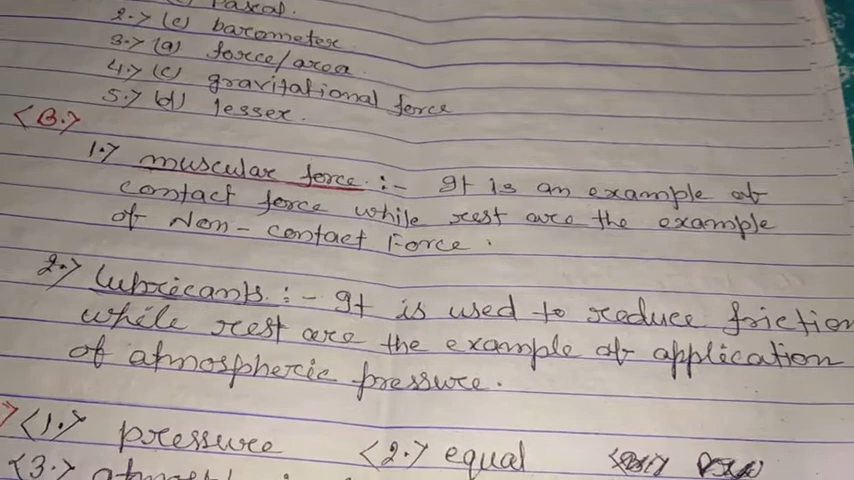 Pascal.
2.> (c) barometer.
3.> (a) force/area.
4.> (c) gravitational force
5.> (d) lesser.
<B.>
1.> muscular force :- It is an example of
contact force while rest are the example
of Non-contact Force.
2.> Lubricants :- It is used to reduce friction
while rest are the example of application
of atmospheric pressure.
<1.> pressure <2.> equal
<3.>